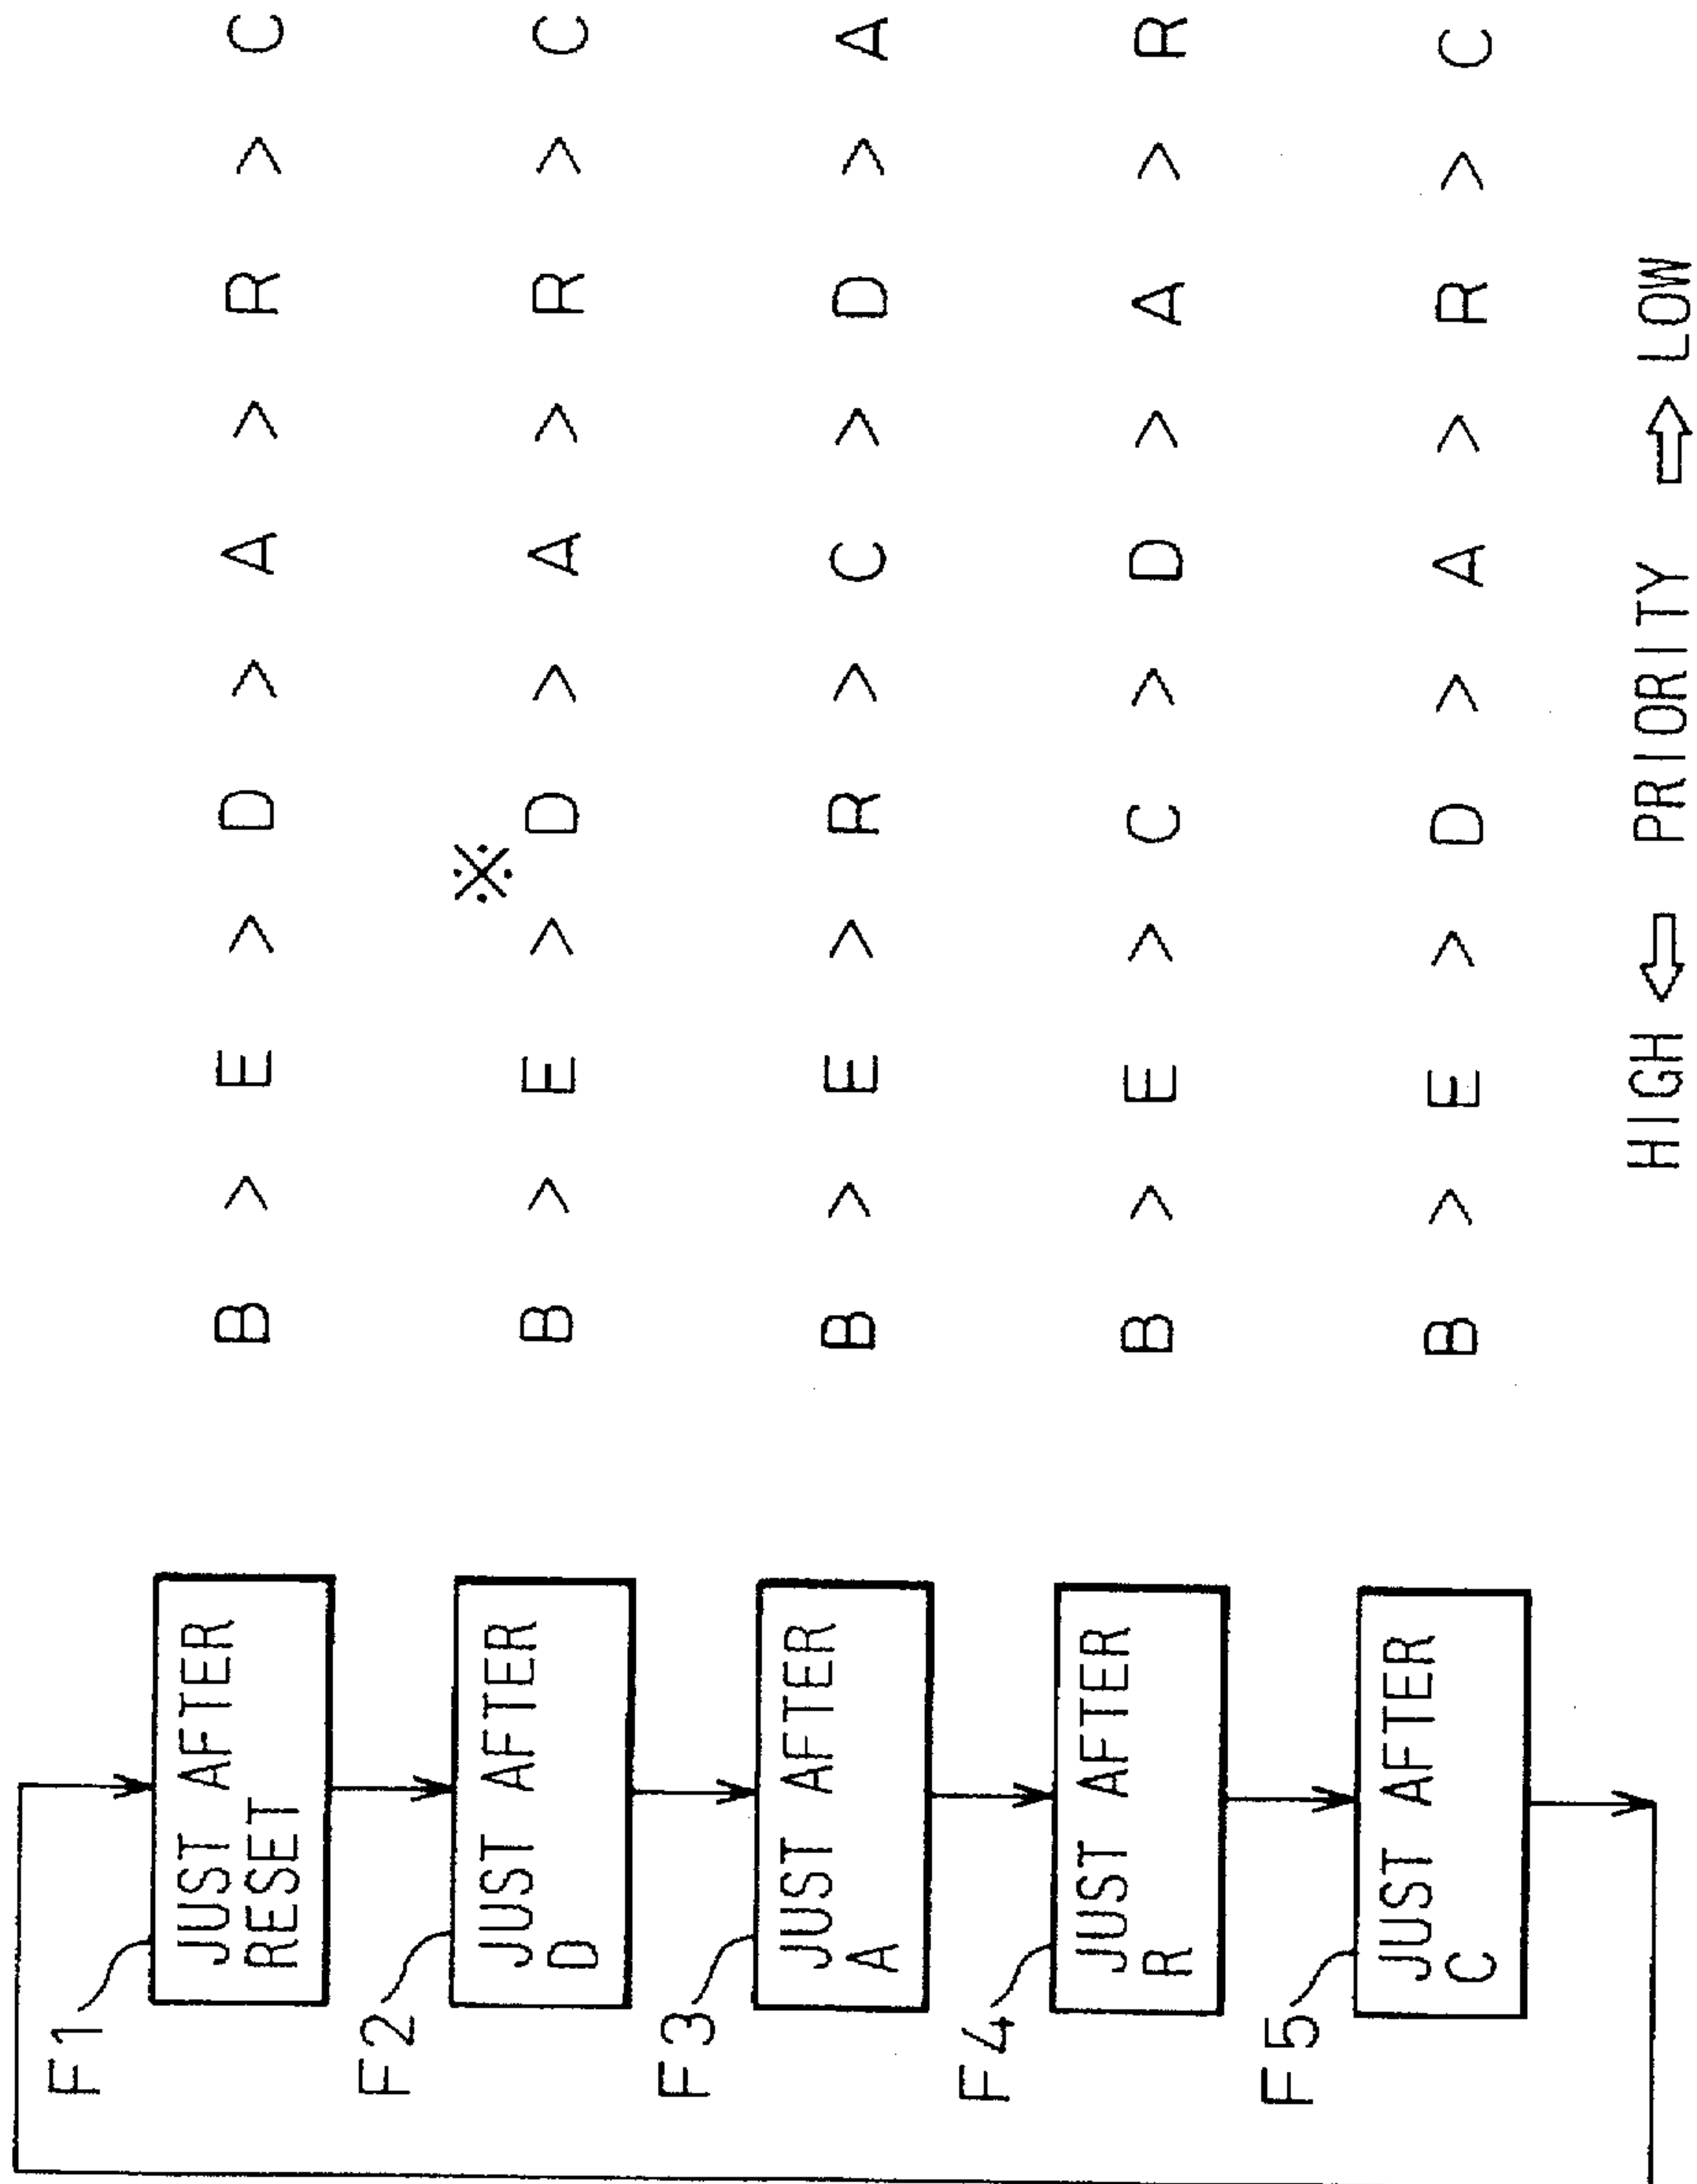 F1
JUST AFTER
RESET
B > E > D > A > R > C
F2
JUST AFTER
D
※
B > E > D > A > R > C
F3
JUST AFTER
A
B > E > R > C > D > A
F4
JUST AFTER
R
B > E > C > D > A > R
F5
JUST AFTER
C
B > E > D > A > R > C
HIGH ⇐ PRIORITY ⇒ LOW